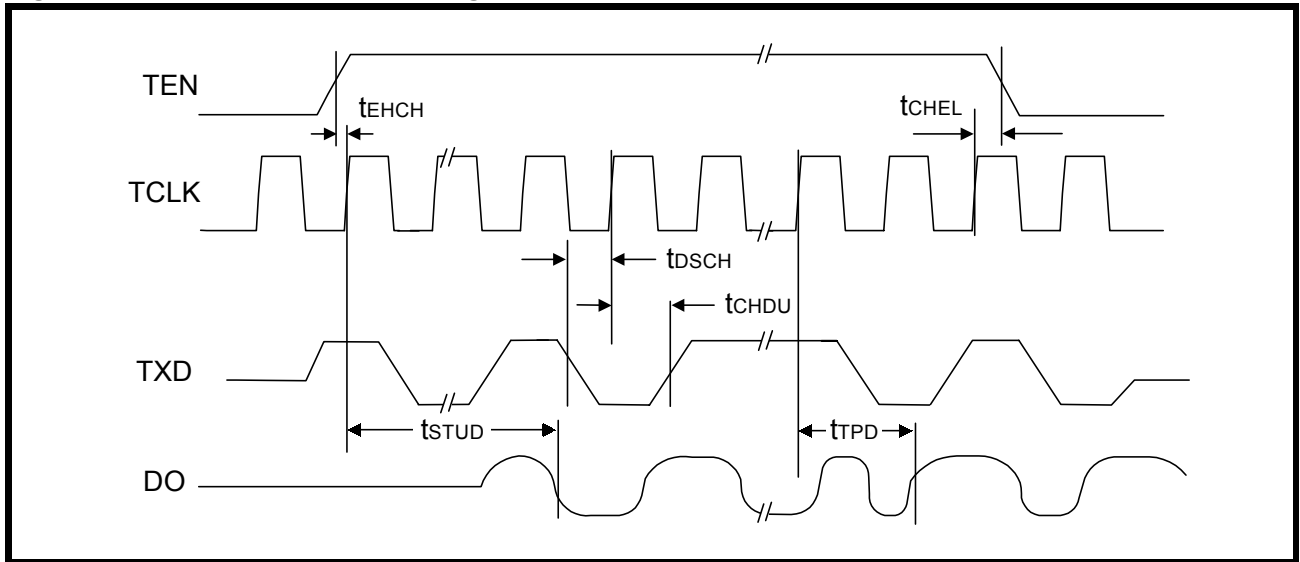 TEN
tEHCH
tCHEL
TCLK
tDSCH
tCHDU
TXD
tSTUD
tTPD
DO